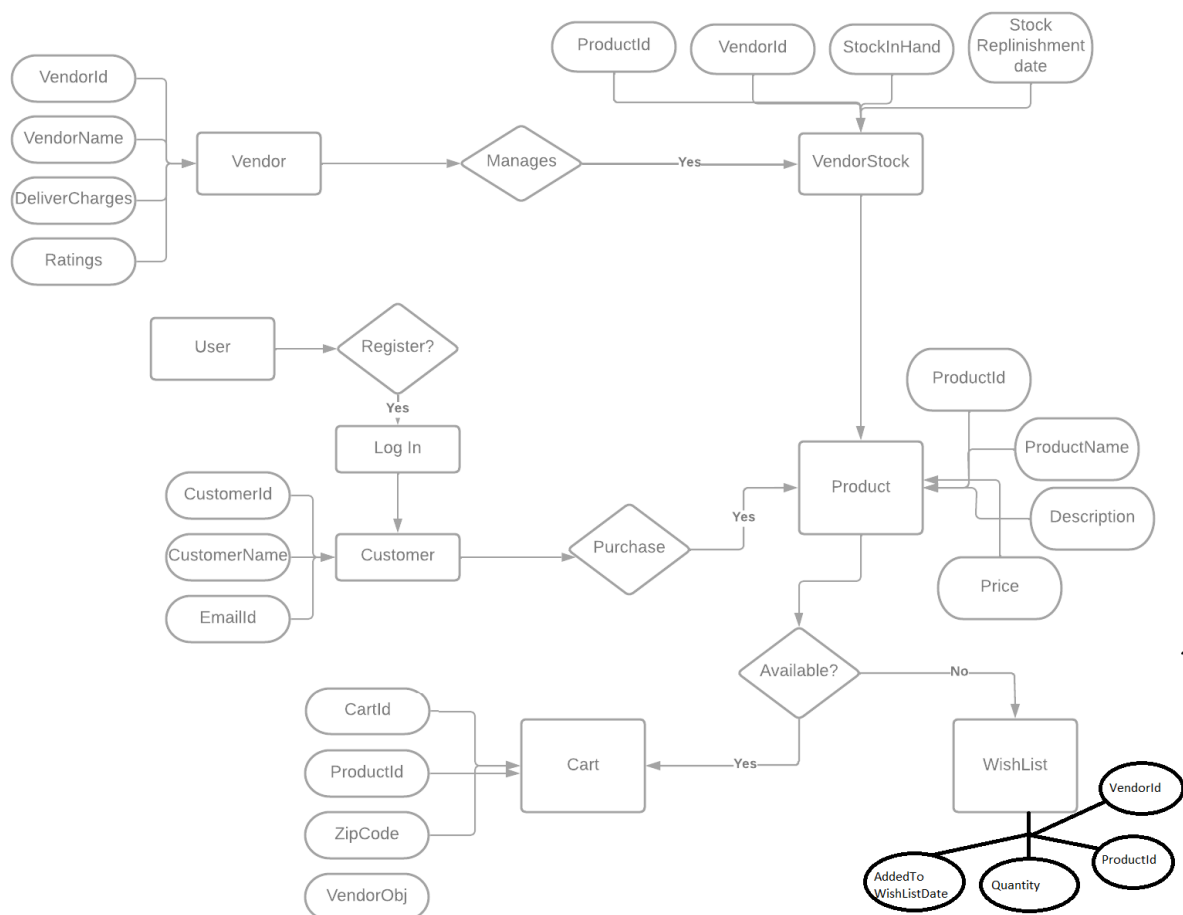 ProductId
VendorId
StockInHand
Stock
Replinishment
date
VendorId
VendorName
DeliverCharges
Ratings
Vendor
Manages
Yes
VendorStock
User
Register?
Yes
Log In
CustomerId
CustomerName
EmailId
Customer
Purchase
Yes
Product
ProductId
ProductName
Description
Price
Available?
No
Yes
CartId
ProductId
ZipCode
VendorObj
Cart
WishList
VendorId
ProductId
Quantity
AddedTo
WishListDate